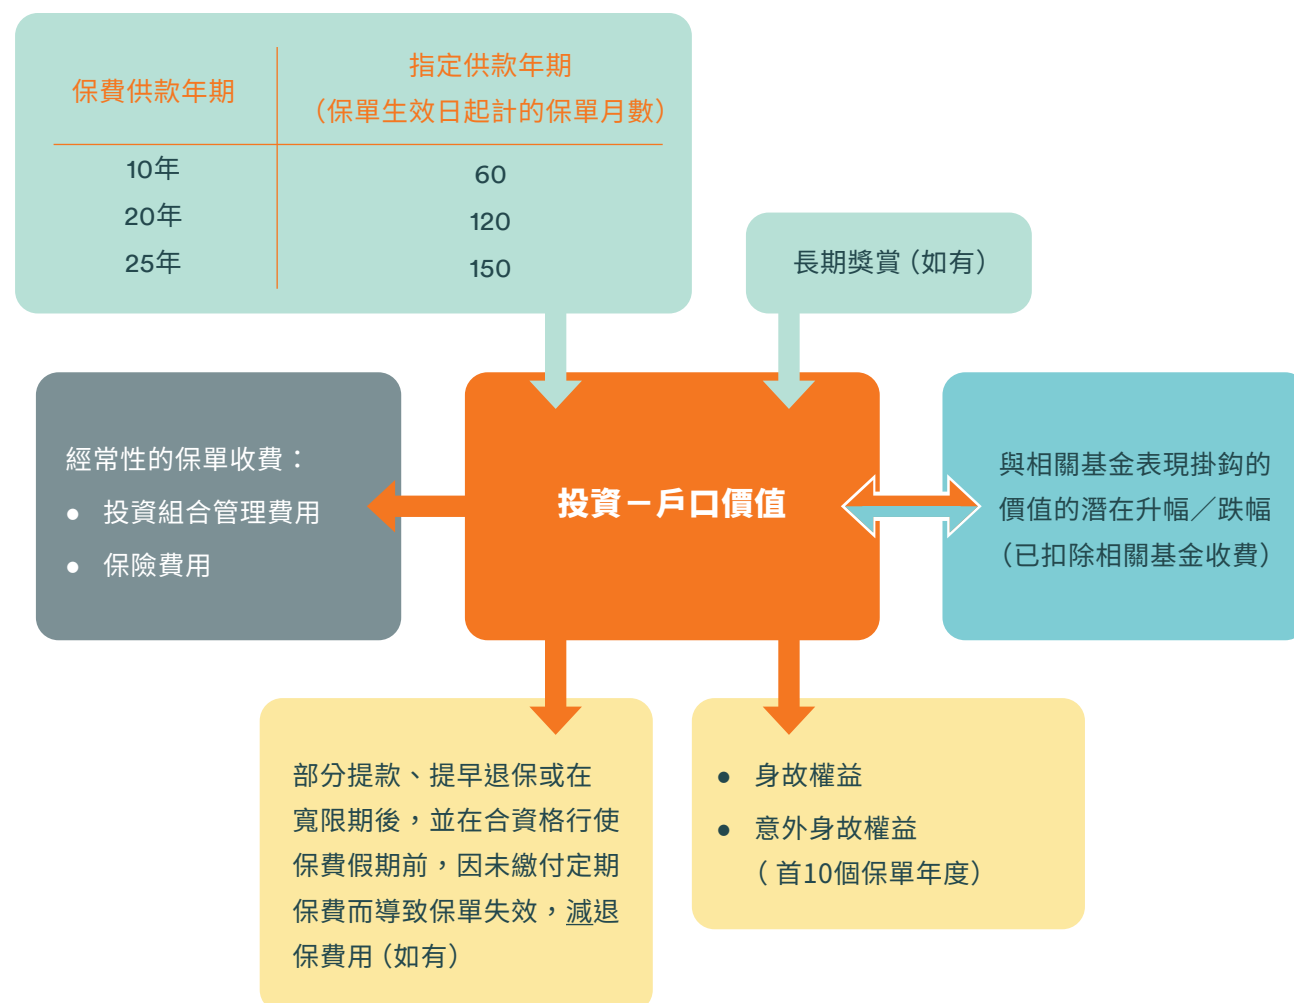 保費供款年期
指定供款年期
（保單生效日起計的保單月數）
10年
60
20年
120
25年
150
長期獎賞（如有）
經常性的保單收費：
● 投資組合管理費用
● 保險費用
投資－戶口價值
與相關基金表現掛鈎的
價值的潛在升幅／跌幅
（已扣除相關基金收費）
部分提款、提早退保或在
寬限期後，並在合資格行使
保費假期前，因未繳付定期
保費而導致保單失效，減退
保費用（如有）
● 身故權益
● 意外身故權益
（ 首10個保單年度）